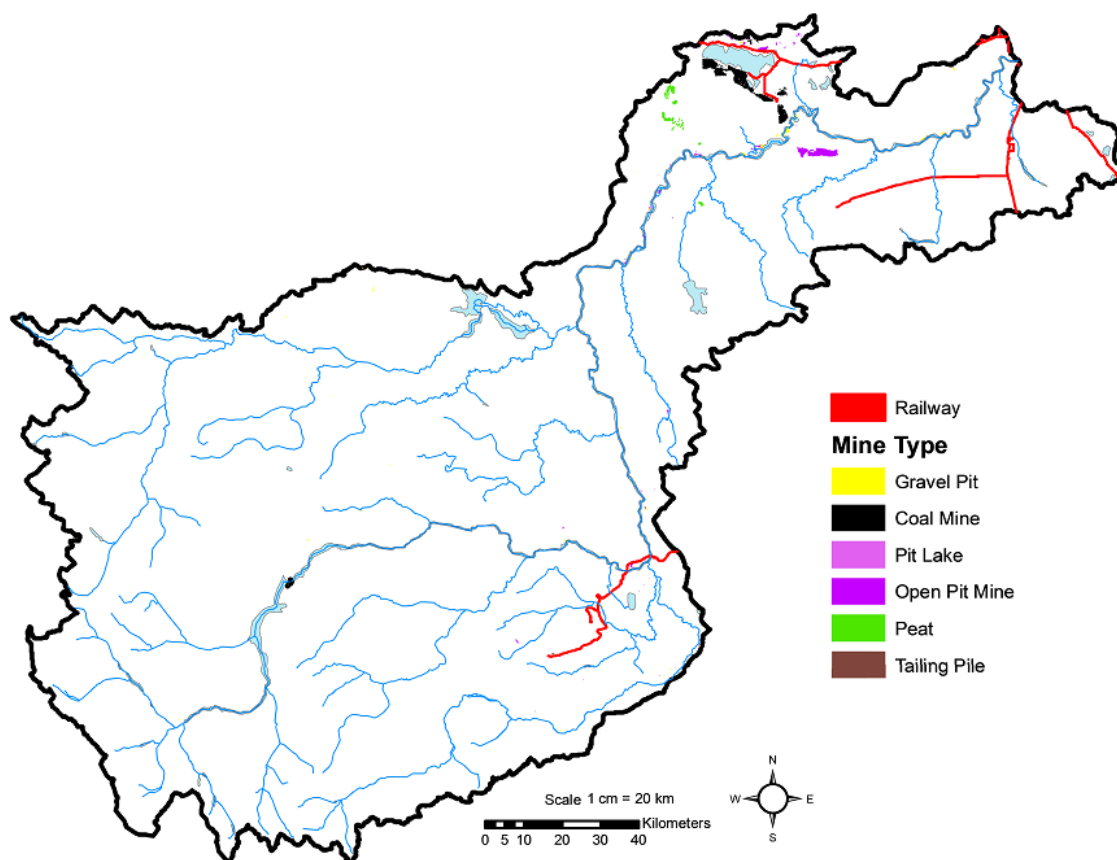 Railway
Mine Type
Gravel Pit
Coal Mine
Pit Lake
Open Pit Mine
Peat
Tailing Pile
N
W E
S
Scale 1 cm = 20 km
0 5 10 20 30 40 Kilometers